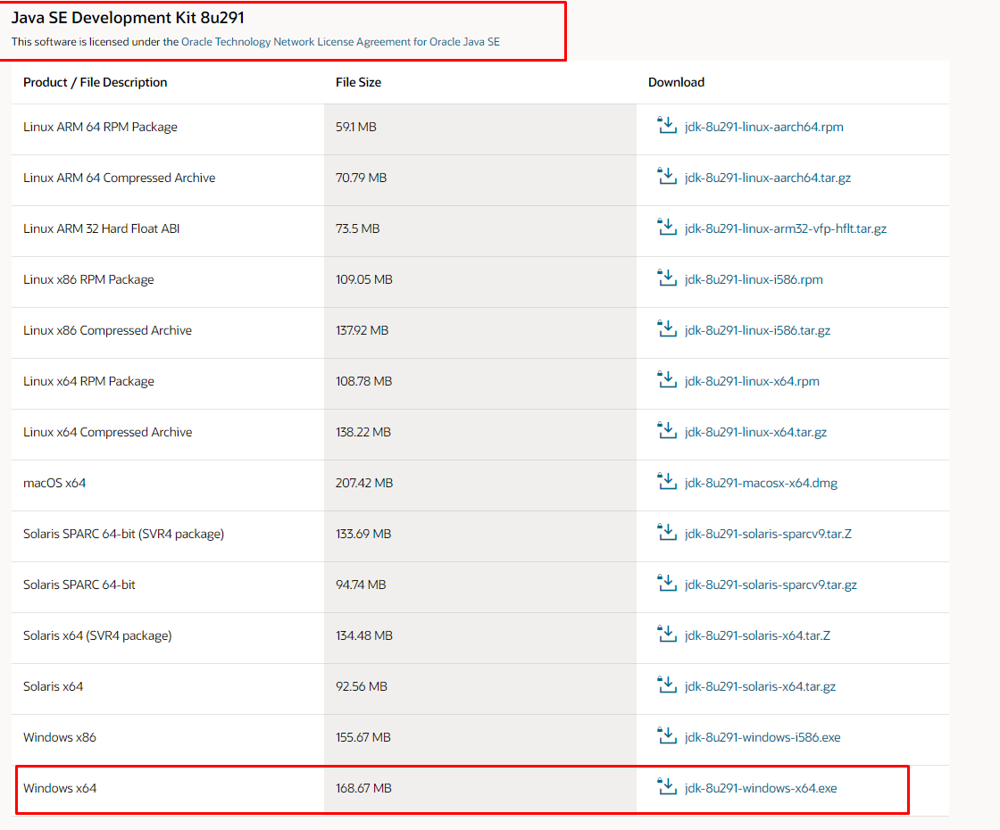 Java SE Development Kit 8u291
This software is licensed under the Oracle Technology Network License Agreement for Oracle Java SE
Product / File Description File Size Download
Linux ARM 64 RPM Package 59.1 MB jdk-8u291-linux-aarch64.rpm
Linux ARM 64 Compressed Archive 70.79 MB jdk-8u291-linux-aarch64.tar.gz
Linux ARM 32 Hard Float ABI 73.5 MB jdk-8u291-linux-arm32-vfp-hflt.tar.gz
Linux x86 RPM Package 109.05 MB jdk-8u291-linux-i586.rpm
Linux x86 Compressed Archive 137.92 MB jdk-8u291-linux-i586.tar.gz
Linux x64 RPM Package 108.78 MB jdk-8u291-linux-x64.rpm
Linux x64 Compressed Archive 138.22 MB jdk-8u291-linux-x64.tar.gz
macOS x64 207.42 MB jdk-8u291-macosx-x64.dmg
Solaris SPARC 64-bit (SVR4 package) 133.69 MB jdk-8u291-solaris-sparcv9.tar.Z
Solaris SPARC 64-bit 94.74 MB jdk-8u291-solaris-sparcv9.tar.gz
Solaris x64 (SVR4 package) 134.48 MB jdk-8u291-solaris-x64.tar.Z
Solaris x64 92.56 MB jdk-8u291-solaris-x64.tar.gz
Windows x86 155.67 MB jdk-8u291-windows-i586.exe
Windows x64 168.67 MB jdk-8u291-windows-x64.exe